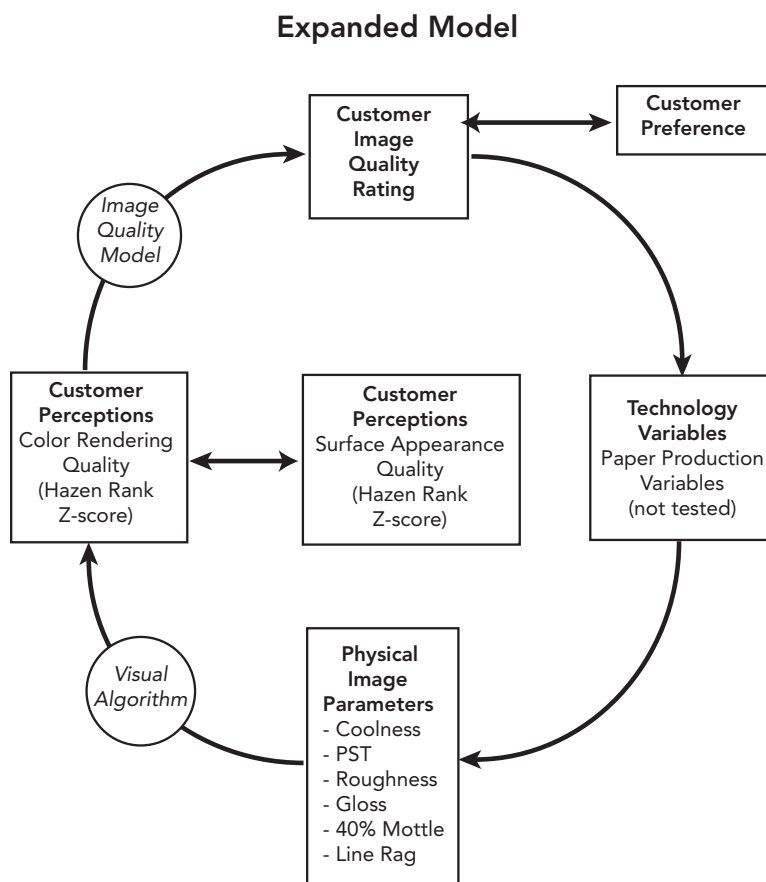 Expanded Model
Customer
Image
Quality
Rating
Customer
Preference
Image
Quality
Model
Customer
Perceptions
Color Rendering
Quality
(Hazen Rank
Z-score)
Customer
Perceptions
Surface Appearance
Quality
(Hazen Rank
Z-score)
Technology
Variables
Paper Production
Variables
(not tested)
Visual
Algorithm
Physical
Image
Parameters
- Coolness
- PST
- Roughness
- Gloss
- 40% Mottle
- Line Rag